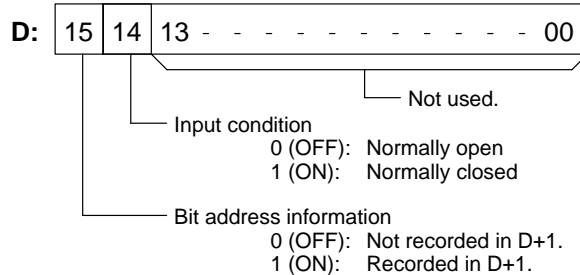 D: 15 14 13 - - - - - - - - - - - - 00
Not used.
Input condition
0 (OFF): Normally open
1 (ON): Normally closed
Bit address information
0 (OFF): Not recorded in D+1.
1 (ON): Recorded in D+1.